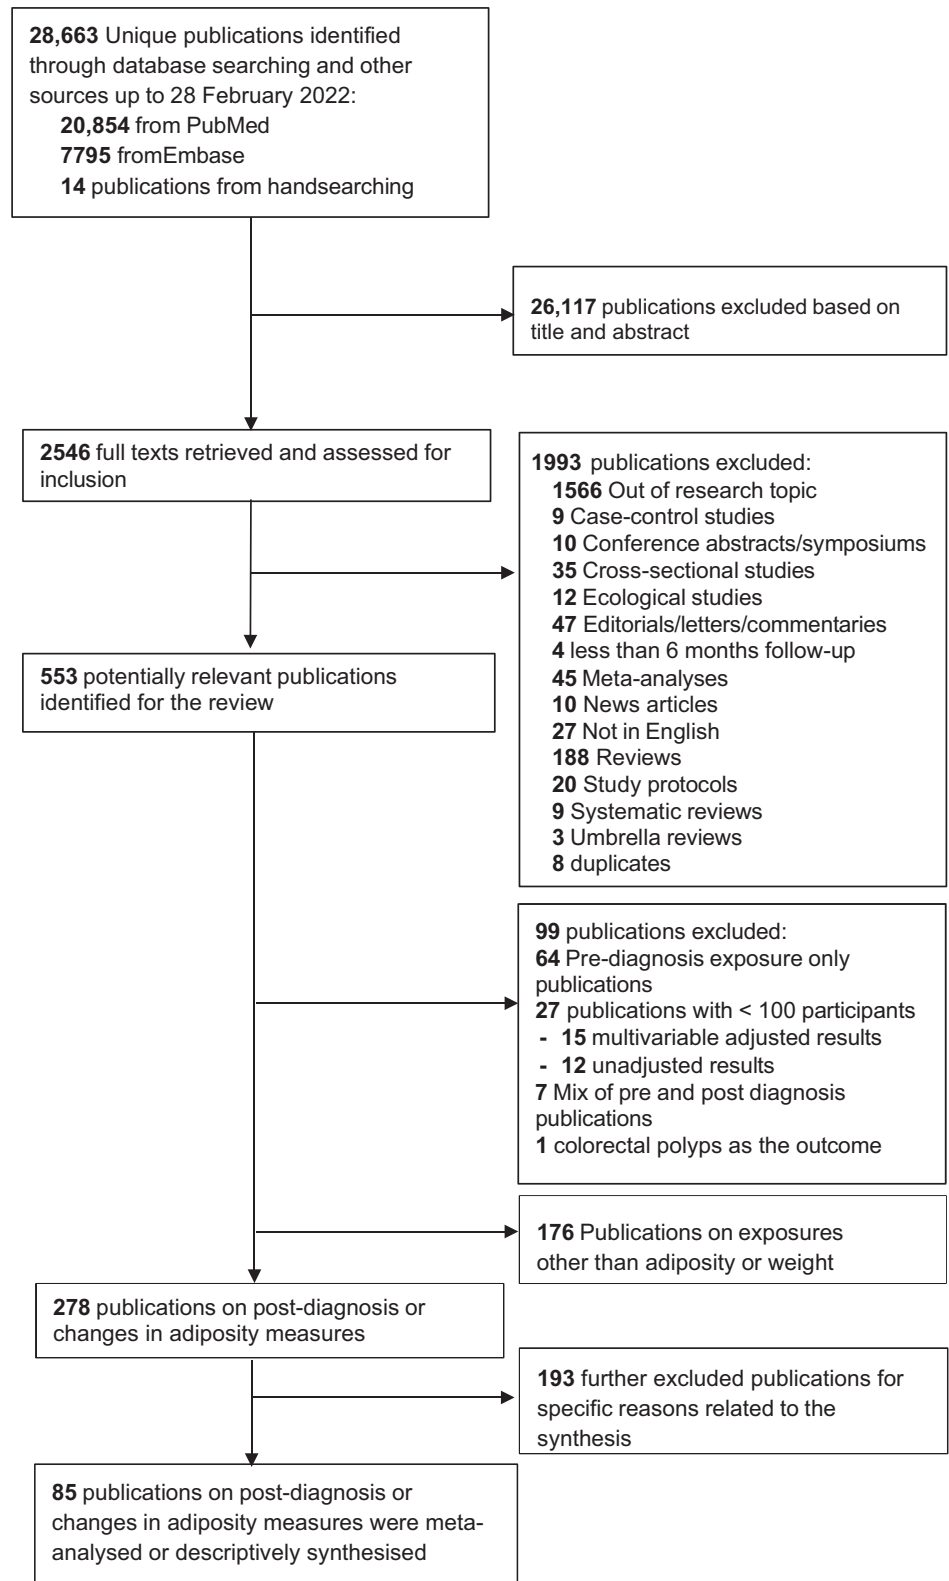 28,663 Unique publications identified
through database searching and other
sources up to 28 February 2022:
20,854 from PubMed
7795 fromEmbase
14 publications from handsearching
26,117 publications excluded based on
title and abstract
2546 full texts retrieved and assessed for
inclusion
1993 publications excluded:
1566 Out of research topic
9 Case-control studies
10 Conference abstracts/symposiums
35 Cross-sectional studies
12 Ecological studies
47 Editorials/letters/commentaries
4 less than 6 months follow-up
45 Meta-analyses
10 News articles
27 Not in English
188 Reviews
20 Study protocols
9 Systematic reviews
3 Umbrella reviews
8 duplicates
553 potentially relevant publications
identified for the review
99 publications excluded:
64 Pre-diagnosis exposure only
publications
27 publications with < 100 participants
- 15 multivariable adjusted results
- 12 unadjusted results
7 Mix of pre and post diagnosis
publications
1 colorectal polyps as the outcome
176 Publications on exposures
other than adiposity or weight
278 publications on post-diagnosis or
changes in adiposity measures
193 further excluded publications for
specific reasons related to the
synthesis
85 publications on post-diagnosis or
changes in adiposity measures were meta-
analysed or descriptively synthesised